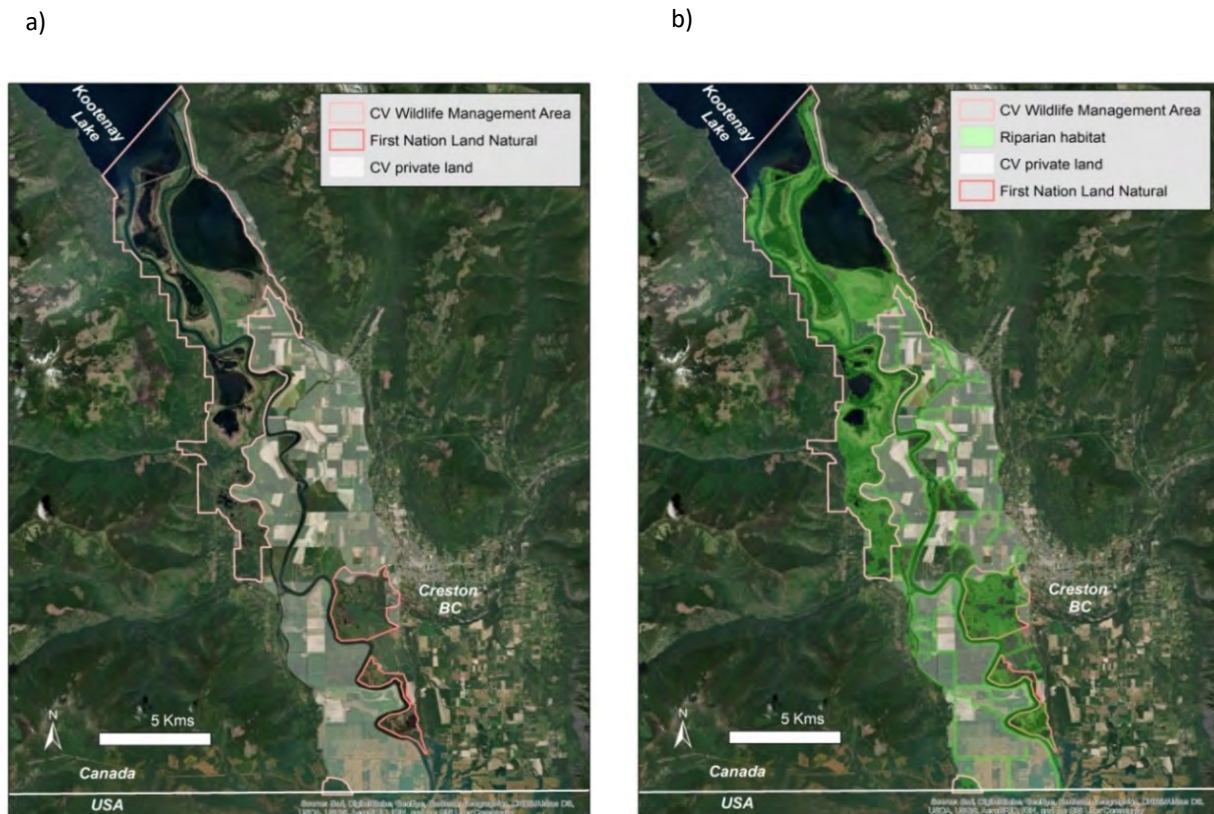 a)
b)
Kootenay
Lake
CV Wildlife Management Area
First Nation Land Natural
CV private land
Creston
BC
N
5 Kms
Canada
USA
Kootenay
Lake
CV Wildlife Management Area
Riparian habitat
CV private land
First Nation Land Natural
Creston
BC
N
5 Kms
Canada
USA